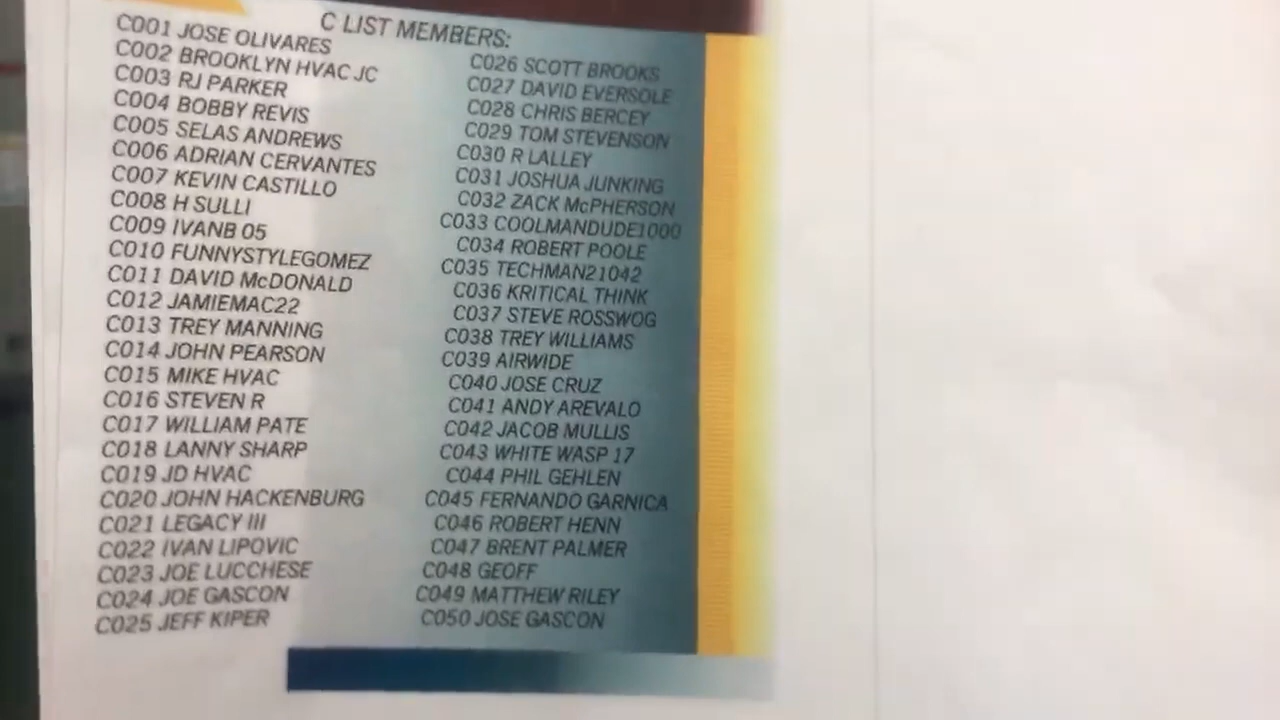 C LIST MEMBERS:
C001 JOSE OLIVARES
C002 BROOKLYN HVAC JC
C003 RJ PARKER
C004 BOBBY REVIS
C005 SELAS ANDREWS
C006 ADRIAN CERVANTES
C007 KEVIN CASTILLO
C008 H SULLI
C009 IVANB 05
C010 FUNNYSTYLEGOMEZ
C011 DAVID McDONALD
C012 JAMIEMAC22
C013 TREY MANNING
C014 JOHN PEARSON
C015 MIKE HVAC
C016 STEVEN R
C017 WILLIAM PATE
C018 LANNY SHARP
C019 JD HVAC
C020 JOHN HACKENBURG
C021 LEGACY III
C022 IVAN LIPOVIC
C023 JOE LUCCHESE
C024 JOE GASCON
C025 JEFF KIPER
C026 SCOTT BROOKS
C027 DAVID EVERSOLE
C028 CHRIS BERCEY
C029 TOM STEVENSON
C030 R LALLEY
C031 JOSHUA JUNKING
C032 ZACK McPHERSON
C033 COOLMANDUDE1000
C034 ROBERT POOLE
C035 TECHMAN21042
C036 KRITICAL THINK
C037 STEVE ROSSWOG
C038 TREY WILLIAMS
C039 AIRWIDE
C040 JOSE CRUZ
C041 ANDY AREVALO
C042 JACOB MULLIS
C043 WHITE WASP 17
C044 PHIL GEHLEN
C045 FERNANDO GARNICA
C046 ROBERT HENN
C047 BRENT PALMER
C048 GEOFF
C049 MATTHEW RILEY
C050 JOSE GASCON